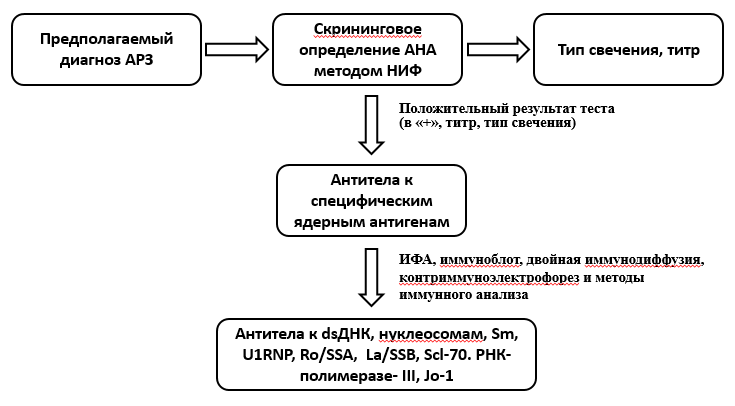 Предполагаемый
диагноз АРЗ
Скрининговое
определение АНА
методом НИФ
Тип свечения, титр
Положительный результат теста
(в «+», титр, тип свечения)
Антитела к
специфическим
ядерным антигенам
ИФА, иммуноблот, двойная иммунодиффузия,
контриммуноэлектрофорез и методы
иммунного анализа
Антитела к dsДНК, нуклеосомам, Sm,
U1RNP, Ro/SSA, La/SSB, Scl-70. РНК-
полимеразе- III, Jo-1